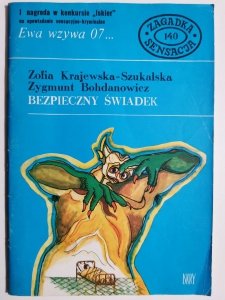 I nagroda w konkursie „Iskier"
na opowiadanie sensacyjno-kryminalne
Ewa wzywa 07...
ZAGADKA
140
SENSACJA
Zofia Krajewska-Szukalska
Zygmunt Bohdanowicz
BEZPIECZNY ŚWIADEK